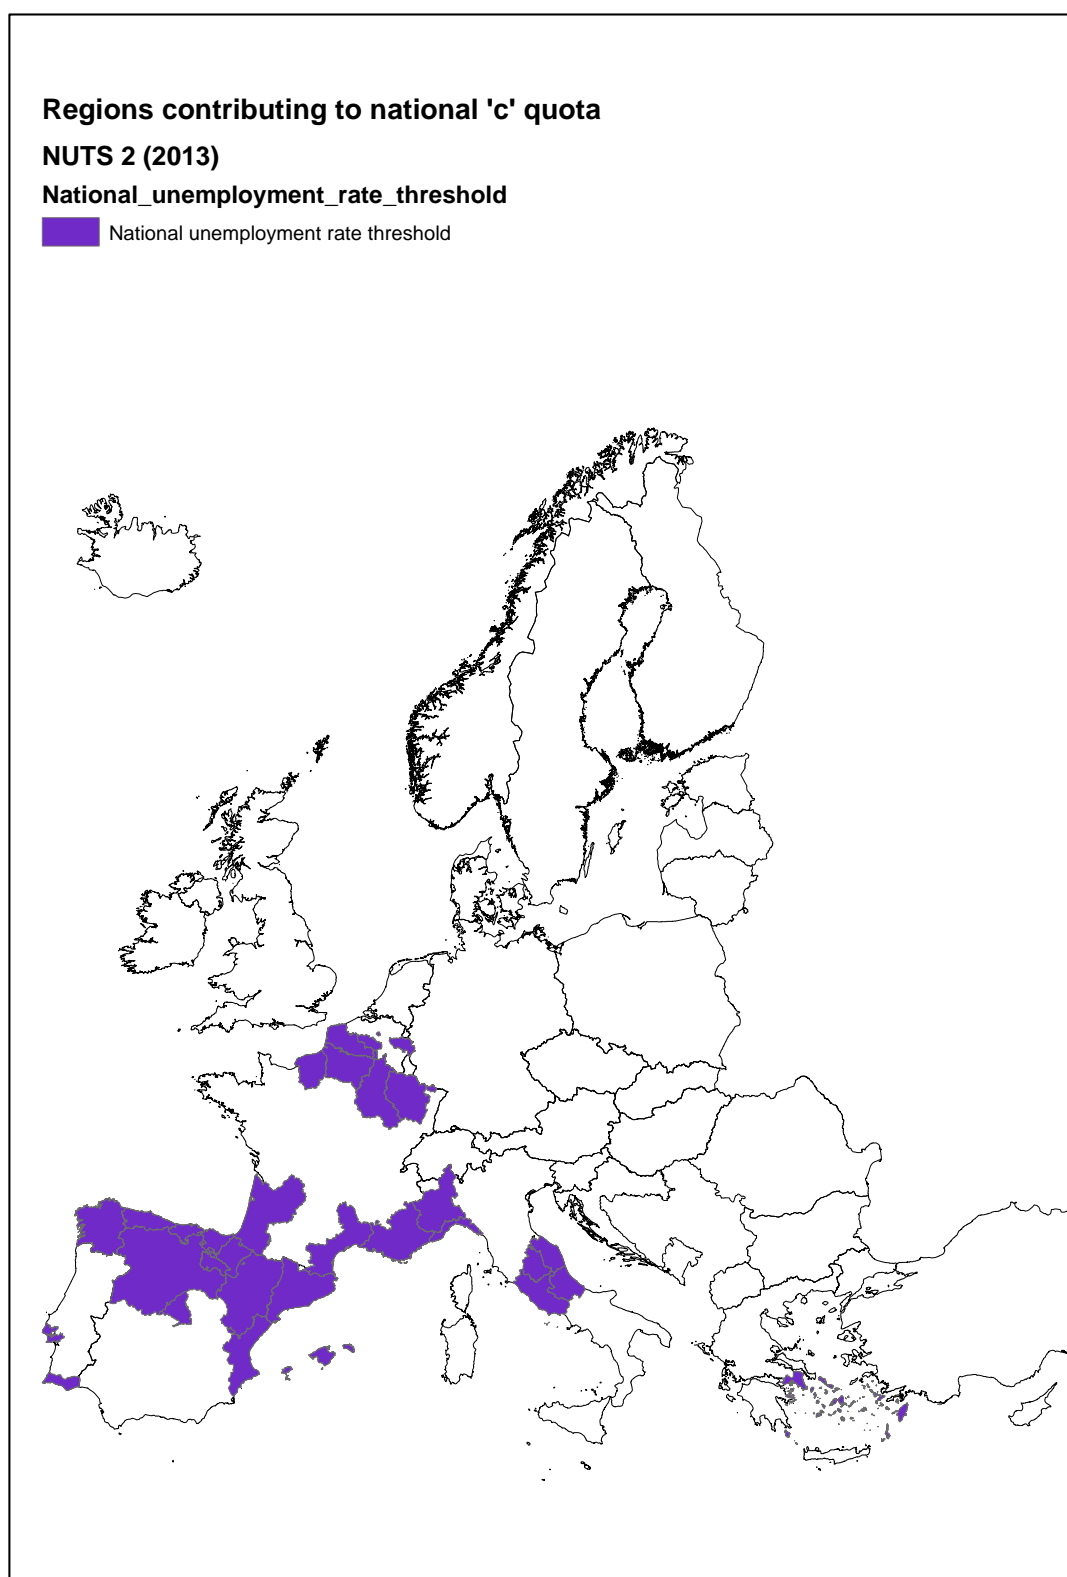 Regions contributing to national 'c' quota
NUTS 2 (2013)
National_unemployment_rate_threshold
National unemployment rate threshold